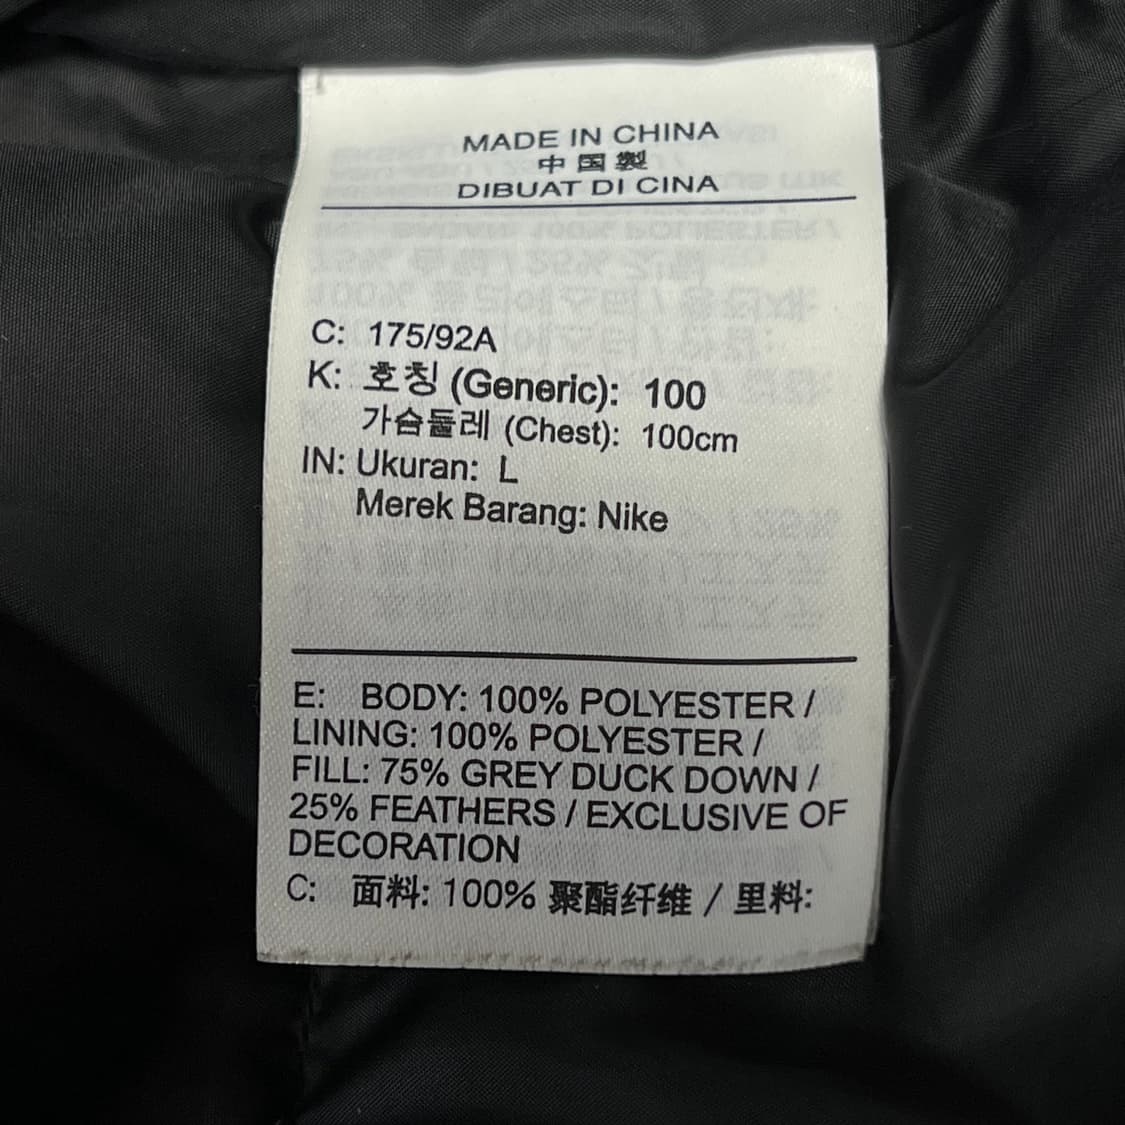 MADE IN CHINA
中国製
DIBUAT DI CINA
C: 175/92A
K: 호칭 (Generic): 100
가슴둘레 (Chest): 100cm
IN: Ukuran: L
Merek Barang: Nike
E: BODY: 100% POLYESTER /
LINING: 100% POLYESTER /
FILL: 75% GREY DUCK DOWN /
25% FEATHERS / EXCLUSIVE OF
DECORATION
C: 面料: 100% 聚酯纤维 / 里料: